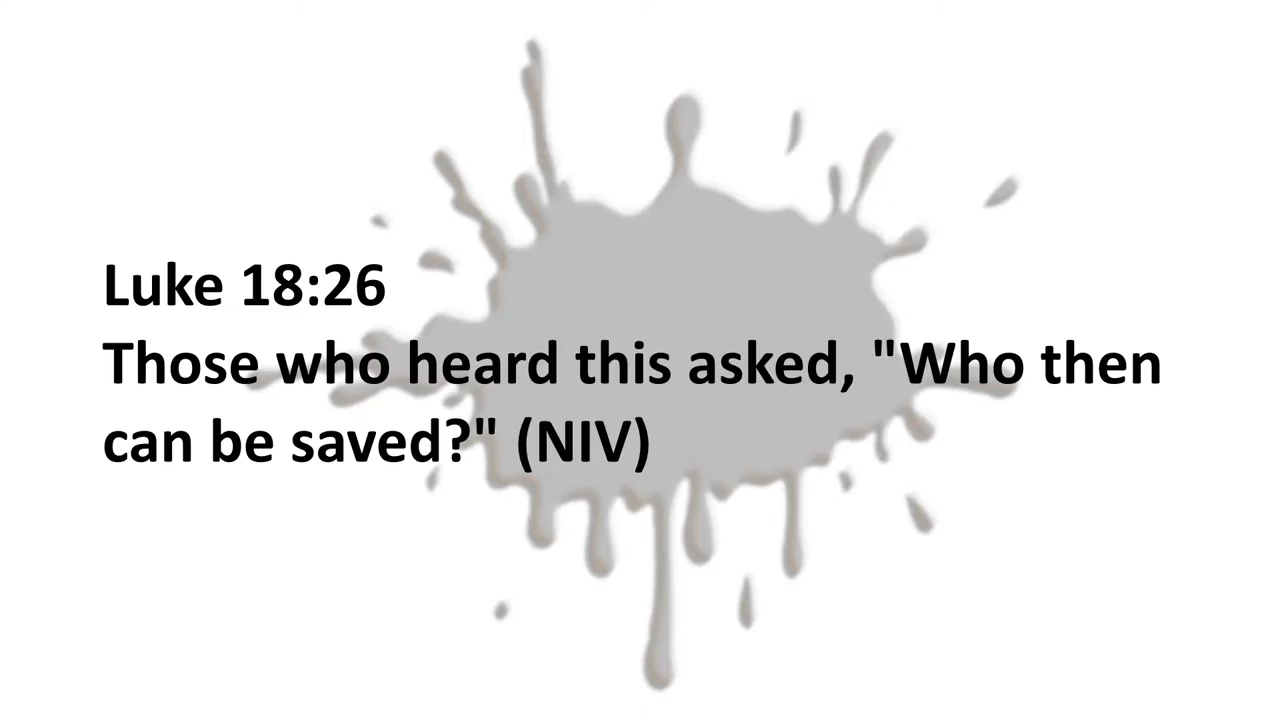 Luke 18:26
Those who heard this asked, "Who then
can be saved?" (NIV)